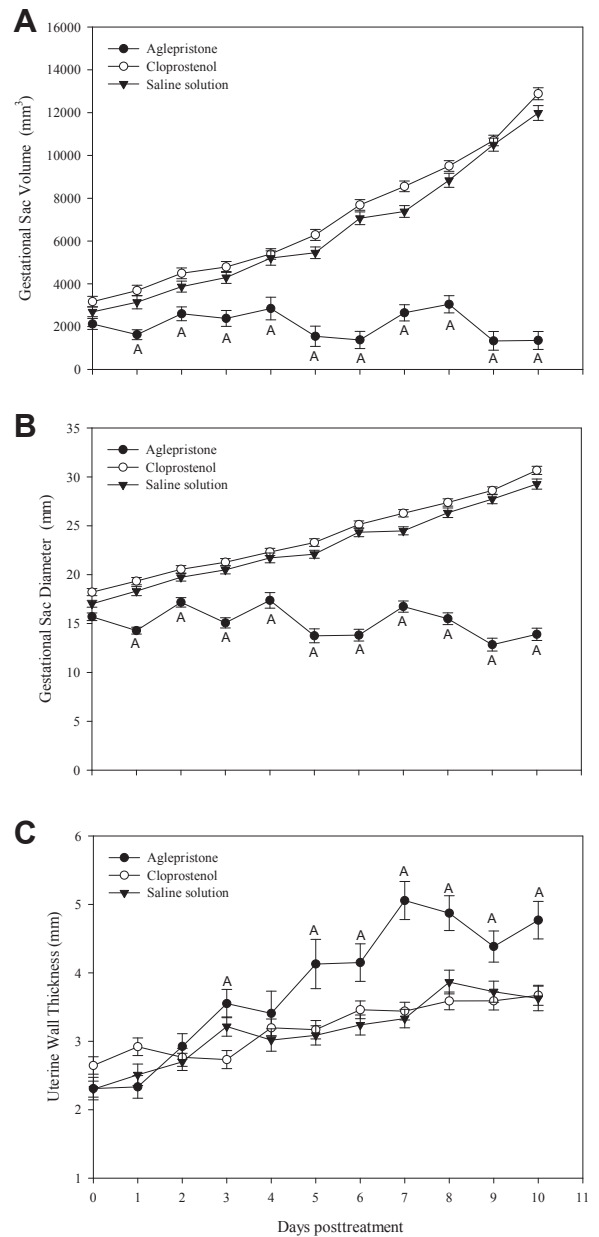 A
16000
14000
12000
10000
8000
6000
4000
2000
0
Gestational Sac Volume (mm³)
Aglepristone
Cloprostenol
Saline solution
A A A A A A A A A A
B
35
30
25
20
15
10
5
0
Gestational Sac Diameter (mm)
Aglepristone
Cloprostenol
Saline solution
A A A A A A A A A A
C
6
5
4
3
2
1
Uterine Wall Thickness (mm)
Aglepristone
Cloprostenol
Saline solution
A A A A A A A
0 1 2 3 4 5 6 7 8 9 10 11
Days posttreatment